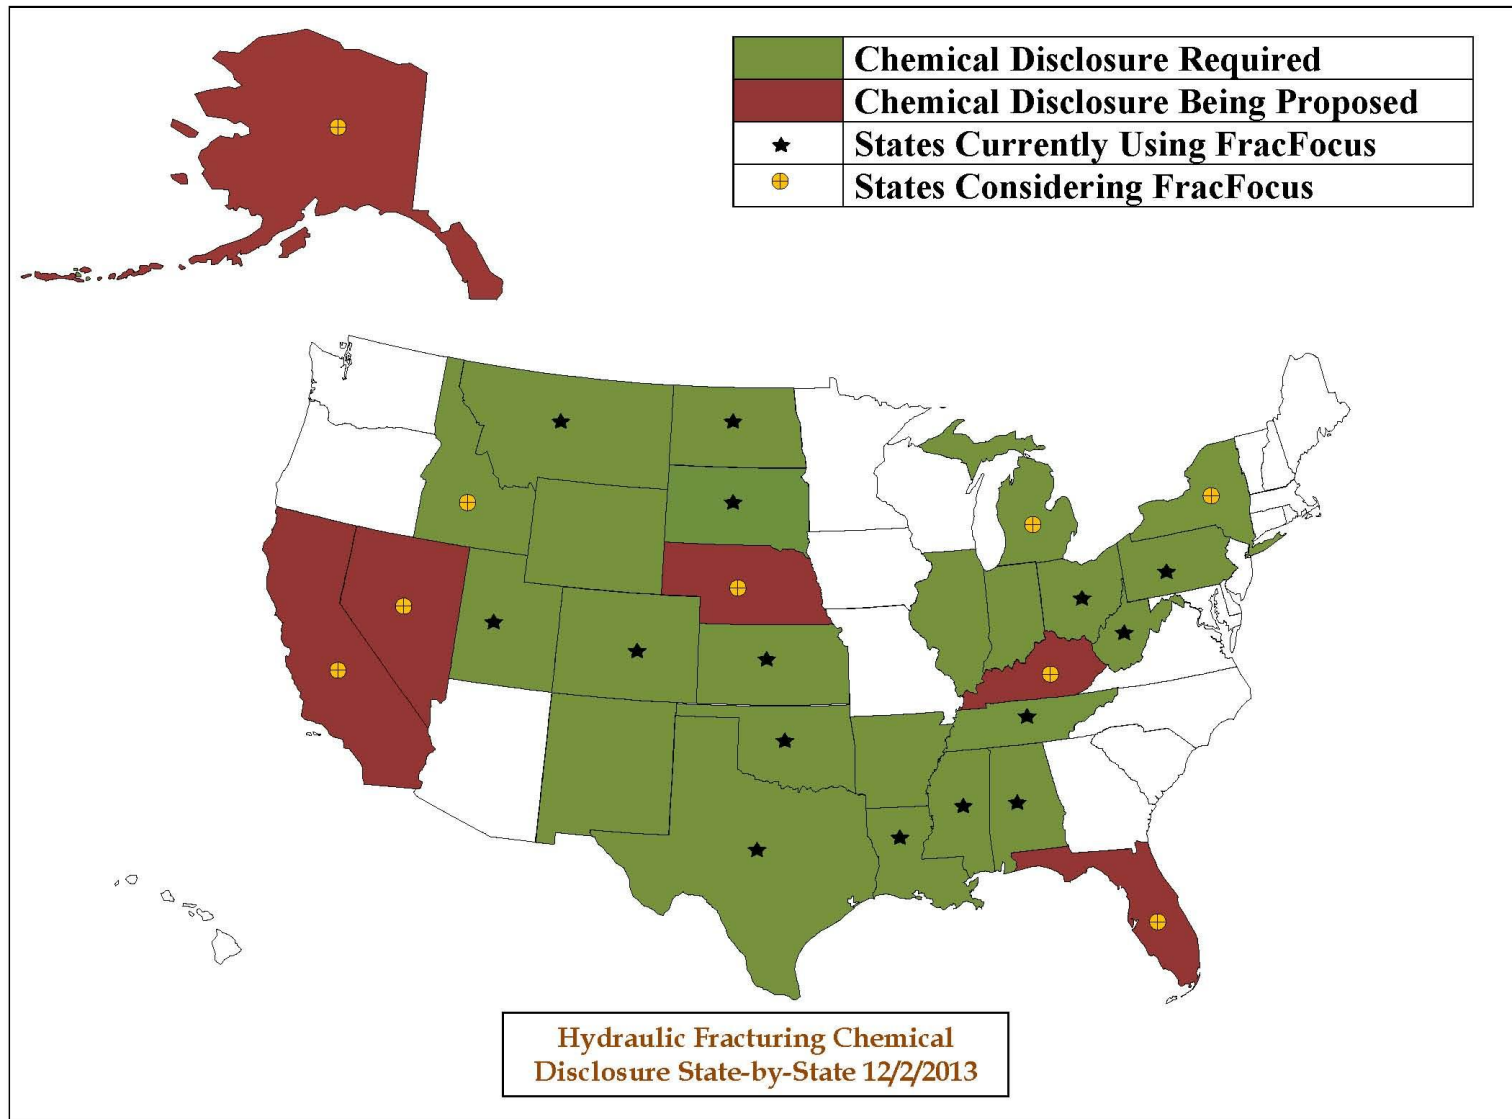 Chemical Disclosure Required
Chemical Disclosure Being Proposed
States Currently Using FracFocus
States Considering FracFocus
Hydraulic Fracturing Chemical
Disclosure State-by-State 12/2/2013